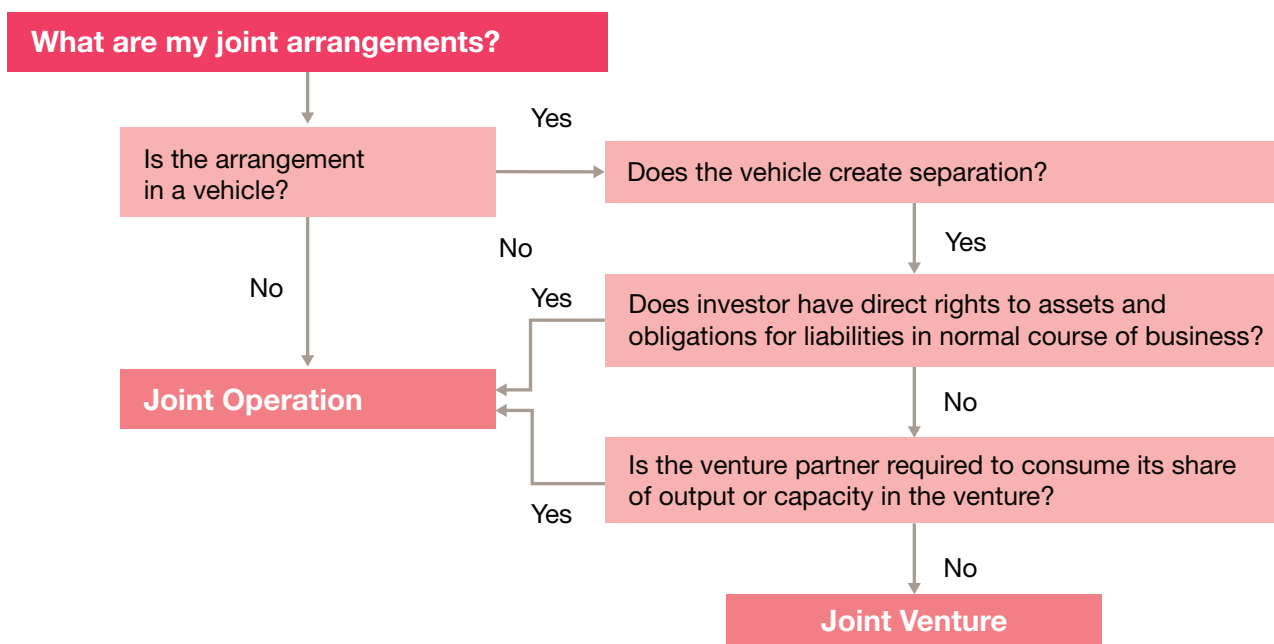 What are my joint arrangements?
Yes
Is the arrangement
in a vehicle?
Does the vehicle create separation?
No
Yes
No
Yes
Does investor have direct rights to assets and
obligations for liabilities in normal course of business?
Joint Operation
No
Is the venture partner required to consume its share
of output or capacity in the venture?
Yes
No
Joint Venture